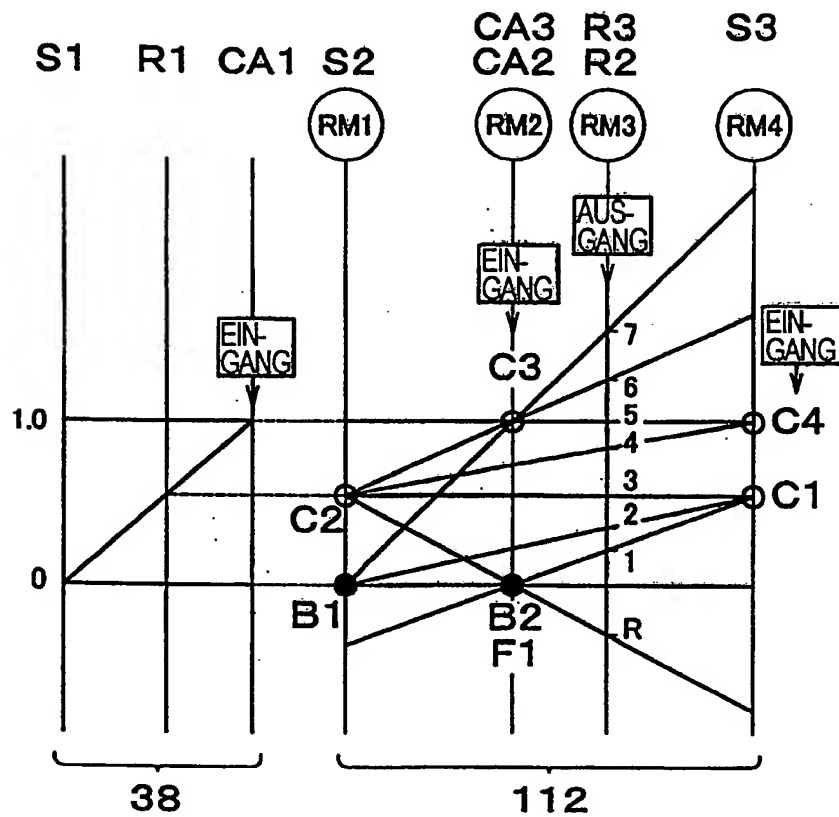 CA3 R3 S3
S1 R1 CA1 S2 CA2 R2
RM1 RM2 RM3 RM4
AUS-
GANG
EIN-
GANG
EIN-
GANG
EIN-
GANG
7
C3
6
1.0
5
C4
4
3
C2
C1
2
1
0
B1
B2
F1
R
38
112